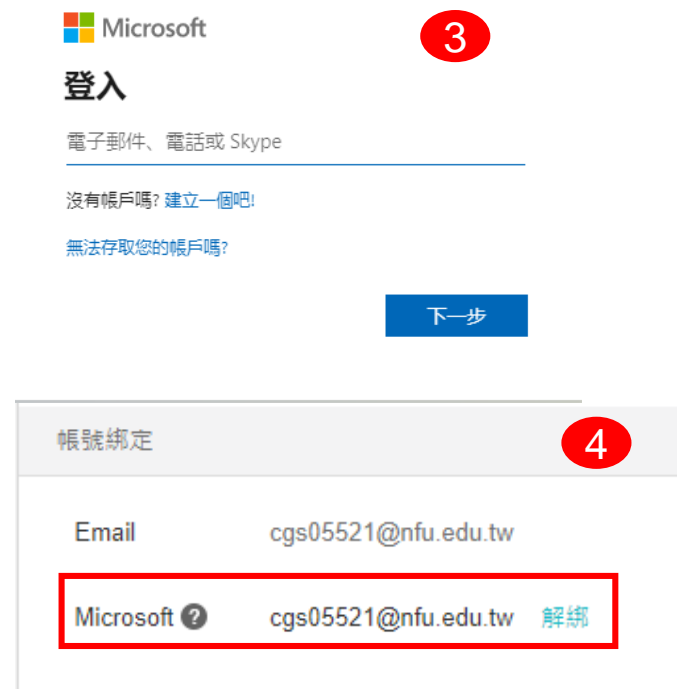 Microsoft
3
登入
電子郵件、電話或 Skype
沒有帳戶嗎? 建立一個吧!
無法存取您的帳戶嗎?
下一步
帳號綁定
4
Email cgs05521@nfu.edu.tw
Microsoft ? cgs05521@nfu.edu.tw 解綁